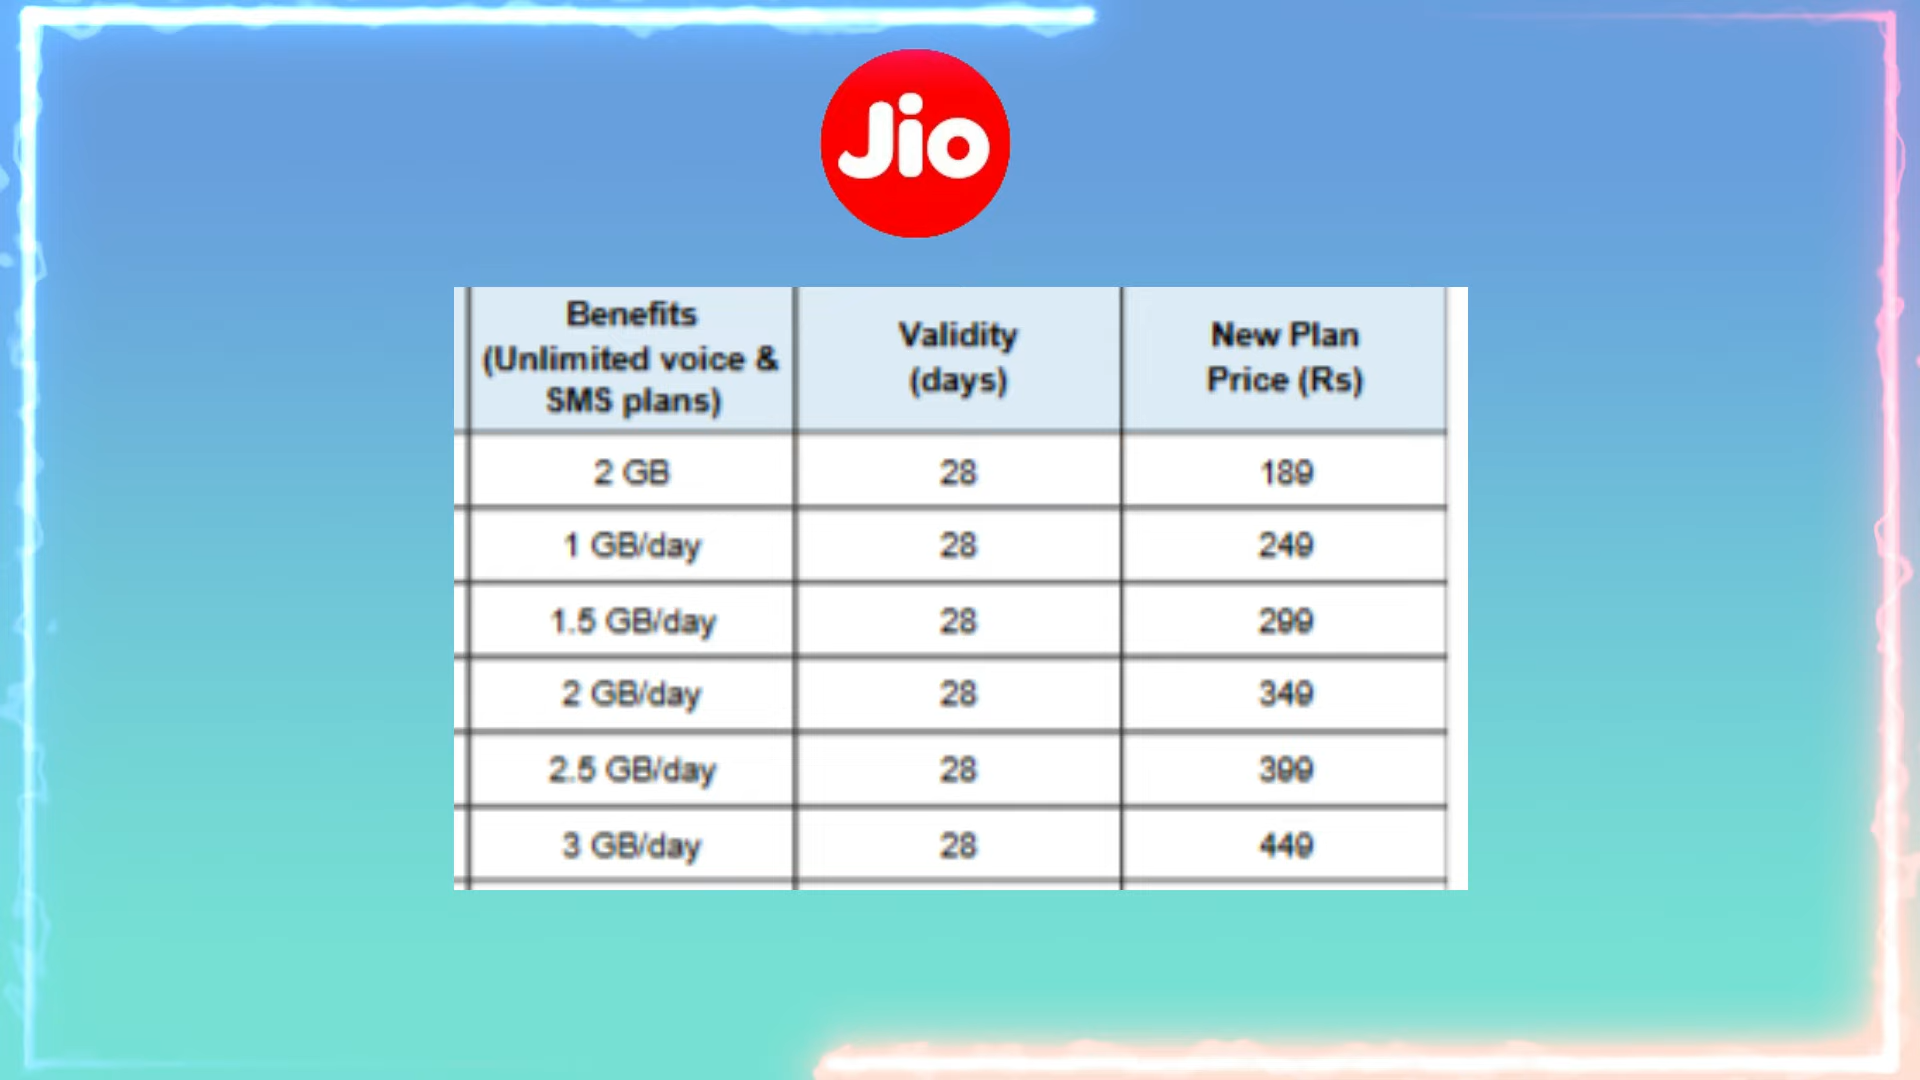 Jio
Benefits
(Unlimited voice &
SMS plans)
Validity
(days)
New Plan
Price (Rs)
2 GB 28 189
1 GB/day 28 249
1.5 GB/day 28 299
2 GB/day 28 349
2.5 GB/day 28 399
3 GB/day 28 449